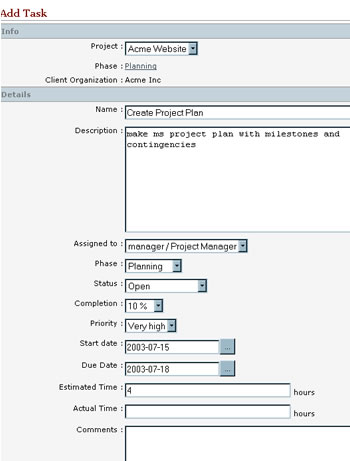 Add Task
Info
Project : Acme Website
Phase : Planning
Client Organization : Acme Inc
Details
Name : Create Project Plan
Description : make ms project plan with milestones and
contingencies
Assigned to : manager / Project Manager
Phase : Planning
Status : Open
Completion : 10 %
Priority : Very high
Start date : 2003-07-15 ...
Due Date : 2003-07-18 ...
Estimated Time : 4 hours
Actual Time : hours
Comments :